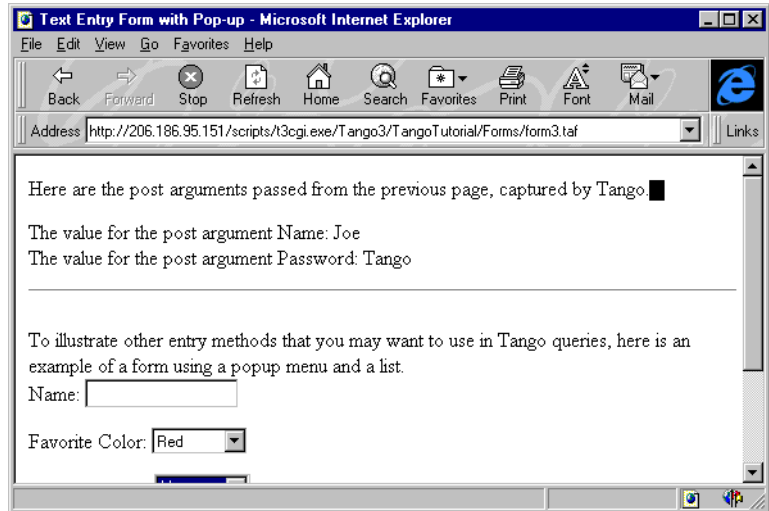 Text Entry Form with Pop-up - Microsoft Internet Explorer
File Edit View Go Favorites Help
Back Forward Stop Refresh Home Search Favorites Print Font Mail
Address http://206.186.95.151/scripts/t3cgi.exe/Tango3/TangoTutorial/Forms/form3.taf Links
Here are the post arguments passed from the previous page, captured by Tango.
The value for the post argument Name: Joe
The value for the post argument Password: Tango
To illustrate other entry methods that you may want to use in Tango queries, here is an
example of a form using a popup menu and a list.
Name:
Favorite Color: Red